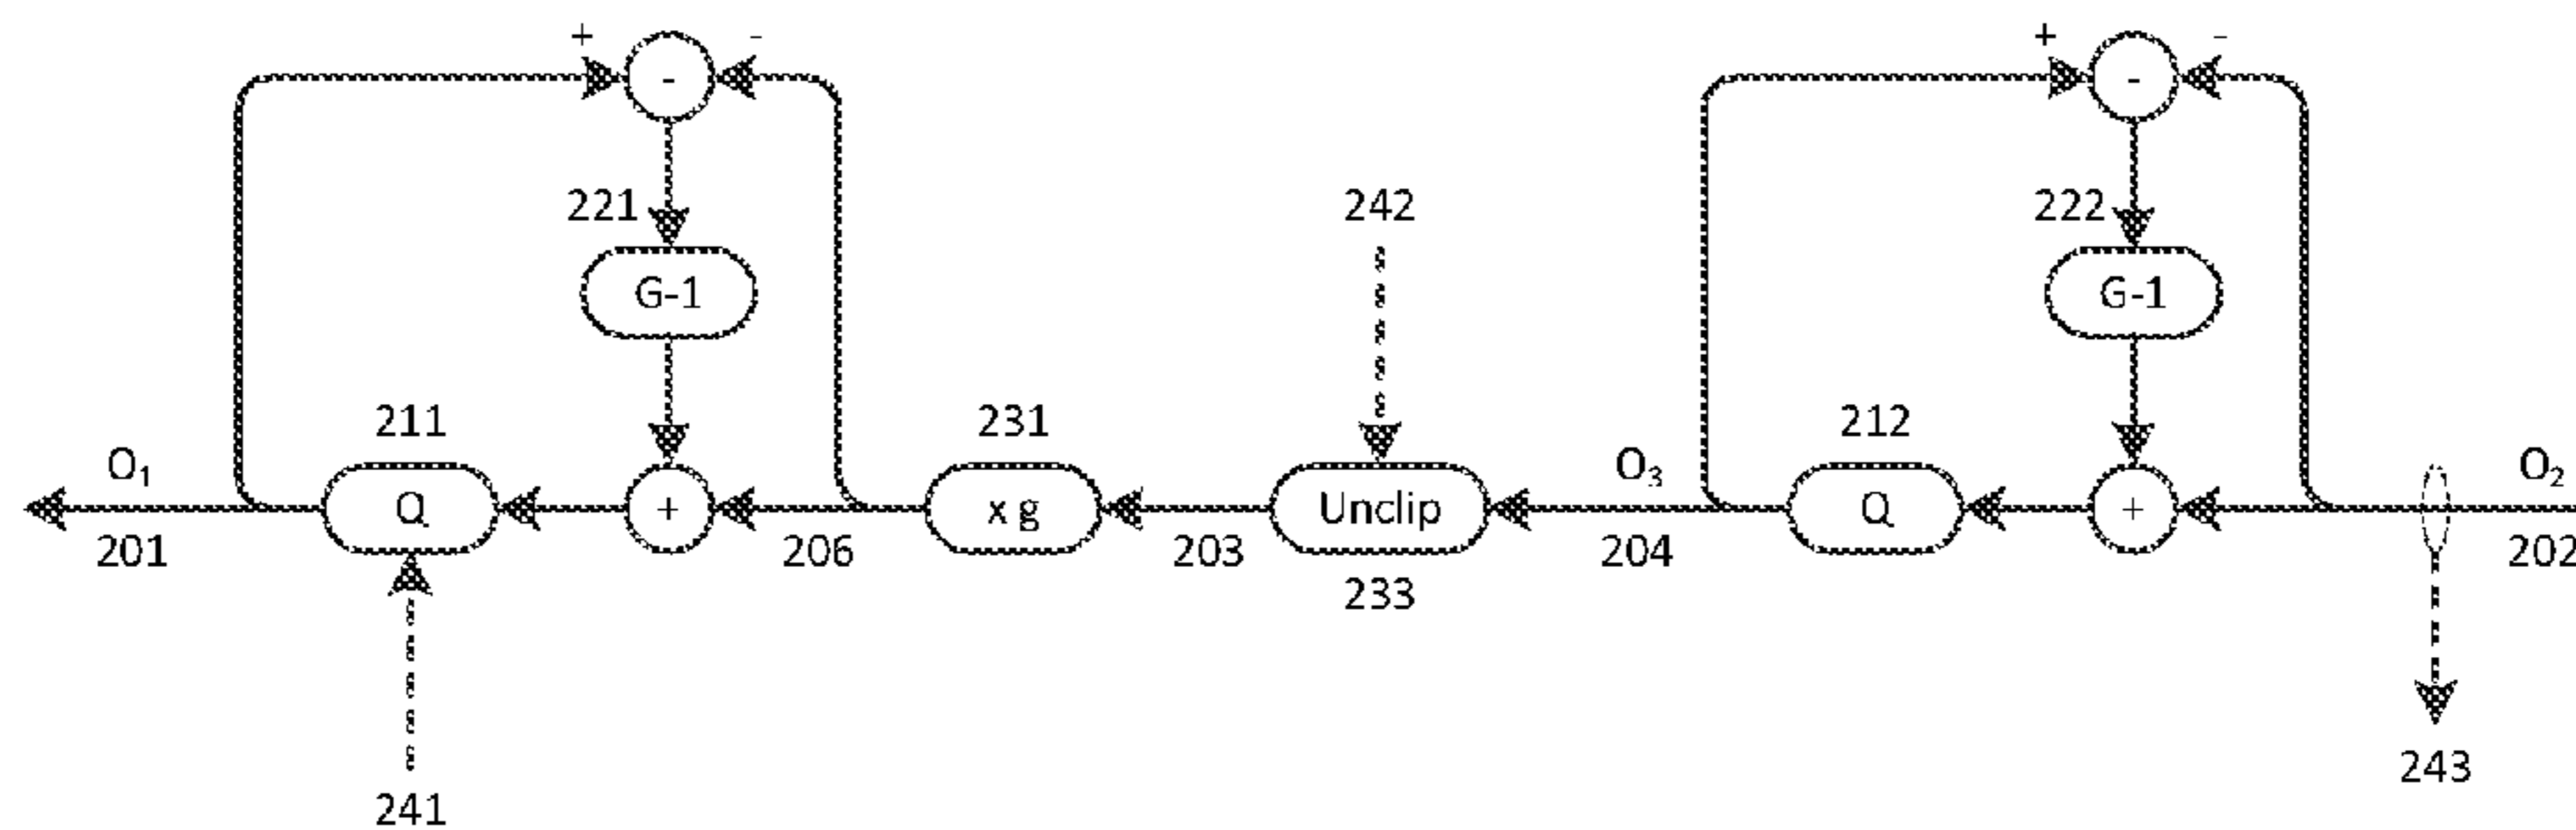 + - - + - -
221 242 222
G-1 G-1
211 231 212
O₁ Q + x g Unclip O₃ Q + O₂
201 206 203 204 202
233
241 243